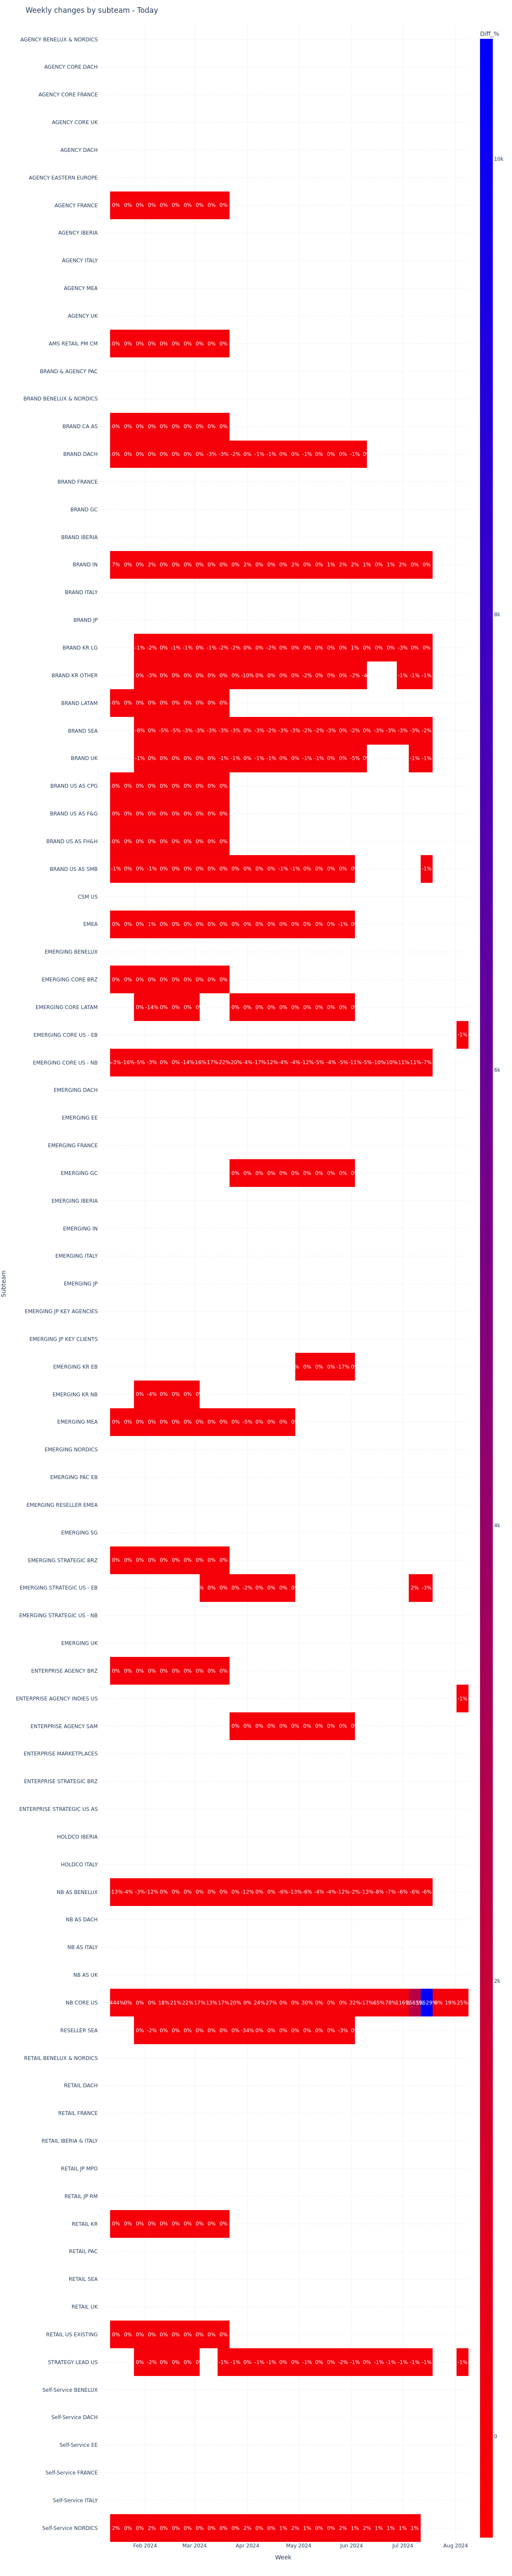 Weekly changes by subteam - Today
Diff_%
AGENCY BENELUX & NORDICS
AGENCY CORE DACH
AGENCY CORE FRANCE
AGENCY CORE UK
AGENCY DACH
10k
AGENCY EASTERN EUROPE
AGENCY FRANCE 0% 0% 0% 0% 0% 0% 0% 0% 0% 0%
AGENCY IBERIA
AGENCY ITALY
AGENCY MEA
AGENCY UK
AMS RETAIL PM CM 0% 0% 0% 0% 0% 0% 0% 0% 0% 0%
BRAND & AGENCY PAC
BRAND BENELUX & NORDICS
BRAND CA AS 0% 0% 0% 0% 0% 0% 0% 0% 0% 0%
BRAND DACH 0% 0% 0% 0% 0% 0% 0% 0% -3% -3% -2% 0% -1% -1% 0% 0% -1% 0% 0% 0% -1%
BRAND FRANCE
BRAND GC
BRAND IBERIA
BRAND IN 7% 0% 0% 2% 0% 0% 0% 0% 0% 0% 0% 2% 0% 0% 0% 2% 0% 0% 1% 2% 2% 1% 0% 1% 2% 0% 0%
BRAND ITALY
8k
BRAND JP
BRAND KR LG -1% -2% 0% -1% -1% 0% -1% -2% -2% 0% 0% -2% 0% 0% 0% 0% 0% 0% 1% 0% 0% 0% -3% 0% 0%
BRAND KR OTHER 0% -3% 0% 0% 0% 0% 0% 0% 0% -10% 0% 0% 0% 0% -2% 0% 0% 0% -2% -1% -1% -1%
BRAND LATAM 0% 0% 0% 0% 0% 0% 0% 0% 0% 0%
BRAND SEA -8% 0% -5% -5% -3% -3% -3% -3% -3% 0% -3% -2% -3% -3% -2% -2% -3% 0% -2% 0% -3% -3% -3% -3% -2%
BRAND UK -1% 0% 0% 0% 0% 0% 0% -1% -1% 0% -1% -1% 0% 0% -1% -1% 0% 0% -5% -1% -1%
BRAND US AS CPG 0% 0% 0% 0% 0% 0% 0% 0% 0% 0%
BRAND US AS F&G 0% 0% 0% 0% 0% 0% 0% 0% 0% 0%
BRAND US AS FH&H 0% 0% 0% 0% 0% 0% 0% 0% 0% 0%
BRAND US AS SMB -1% 0% 0% -1% 0% 0% 0% 0% 0% 0% 0% 0% 0% 0% -1% -1% 0% 0% 0% 0% -1%
CSM US
EMEA 0% 0% 0% 1% 0% 0% 0% 0% 0% 0% 0% 0% 0% 0% 0% 0% 0% 0% 0% -1%
EMERGING BENELUX
EMERGING CORE BRZ 0% 0% 0% 0% 0% 0% 0% 0% 0% 0%
EMERGING CORE LATAM 0% -14% 0% 0% 0% 0% 0% 0% 0% 0% 0% 0% 0% 0% 0%
EMERGING CORE US - EB -1%
6k
EMERGING CORE US - NB -3% -16% -5% -3% 0% 0% -14% -16% -17% -22% -20% -4% -17% -12% -4% -4% -12% -5% -4% -5% -11% -5% -10% -10% -11% -11% -7%
EMERGING DACH
EMERGING EE
EMERGING FRANCE
EMERGING GC 0% 0% 0% 0% 0% 0% 0% 0% 0% 0%
EMERGING IBERIA
EMERGING IN
EMERGING ITALY
EMERGING JP
Subteam
EMERGING JP KEY AGENCIES
EMERGING JP KEY CLIENTS
EMERGING KR EB 0% 0% 0% -17%
EMERGING KR NB 0% -4% 0% 0% 0%
EMERGING MEA 0% 0% 0% 0% 0% 0% 0% 0% 0% 0% 0% -5% 0% 0% 0%
EMERGING NORDICS
EMERGING PAC EB
EMERGING RESELLER EMEA
4k
EMERGING SG
EMERGING STRATEGIC BRZ 0% 0% 0% 0% 0% 0% 0% 0% 0% 0%
EMERGING STRATEGIC US - EB 0% 0% 0% -2% 0% 0% 0% 2% -3%
EMERGING STRATEGIC US - NB
EMERGING UK
ENTERPRISE AGENCY BRZ 0% 0% 0% 0% 0% 0% 0% 0% 0% 0%
ENTERPRISE AGENCY INDIES US -1%
ENTERPRISE AGENCY SAM 0% 0% 0% 0% 0% 0% 0% 0% 0% 0%
ENTERPRISE MARKETPLACES
ENTERPRISE STRATEGIC BRZ
ENTERPRISE STRATEGIC US AS
HOLDCO IBERIA
HOLDCO ITALY
NB AS BENELUX -13% -4% -3% -12% 0% 0% 0% 0% 0% 0% 0% -12% 0% 0% -6% -13% -6% -4% -4% -12% -2% -13% -8% -7% -6% -6% -6%
NB AS DACH
NB AS ITALY
NB AS UK
2k
NB CORE US 0% 0% 0% 18% 21% 22% 17% 13% 17% 20% 0% 24% 27% 0% 0% 30% 0% 0% 0% 32% 19% 25%
RESELLER SEA 0% -2% 0% 0% 0% 0% 0% 0% 0% -34% 0% 0% 0% 0% 0% 0% 0% -3% 0%
RETAIL BENELUX & NORDICS
RETAIL DACH
RETAIL FRANCE
RETAIL IBERIA & ITALY
RETAIL JP MPO
RETAIL JP RM
RETAIL KR 0% 0% 0% 0% 0% 0% 0% 0% 0% 0%
RETAIL PAC
RETAIL SEA
RETAIL UK
RETAIL US EXISTING 0% 0% 0% 0% 0% 0% 0% 0% 0% 0%
STRATEGY LEAD US 0% -2% 0% 0% 0% -1% -1% 0% -1% -1% 0% 0% -1% 0% 0% -2% -1% 0% -1% -1% -1% -1% -1% -1%
Self-Service BENELUX
0
Self-Service DACH
Self-Service EE
Self-Service FRANCE
Self-Service ITALY
Self-Service NORDICS 2% 0% 0% 2% 0% 0% 0% 0% 0% 0% 0% 2% 0% 0% 1% 2% 1% 0% 0% 2% 1% 2% 1% 1% 1% 1%
Feb 2024 Mar 2024 Apr 2024 May 2024 Jun 2024 Jul 2024 Aug 2024
Week